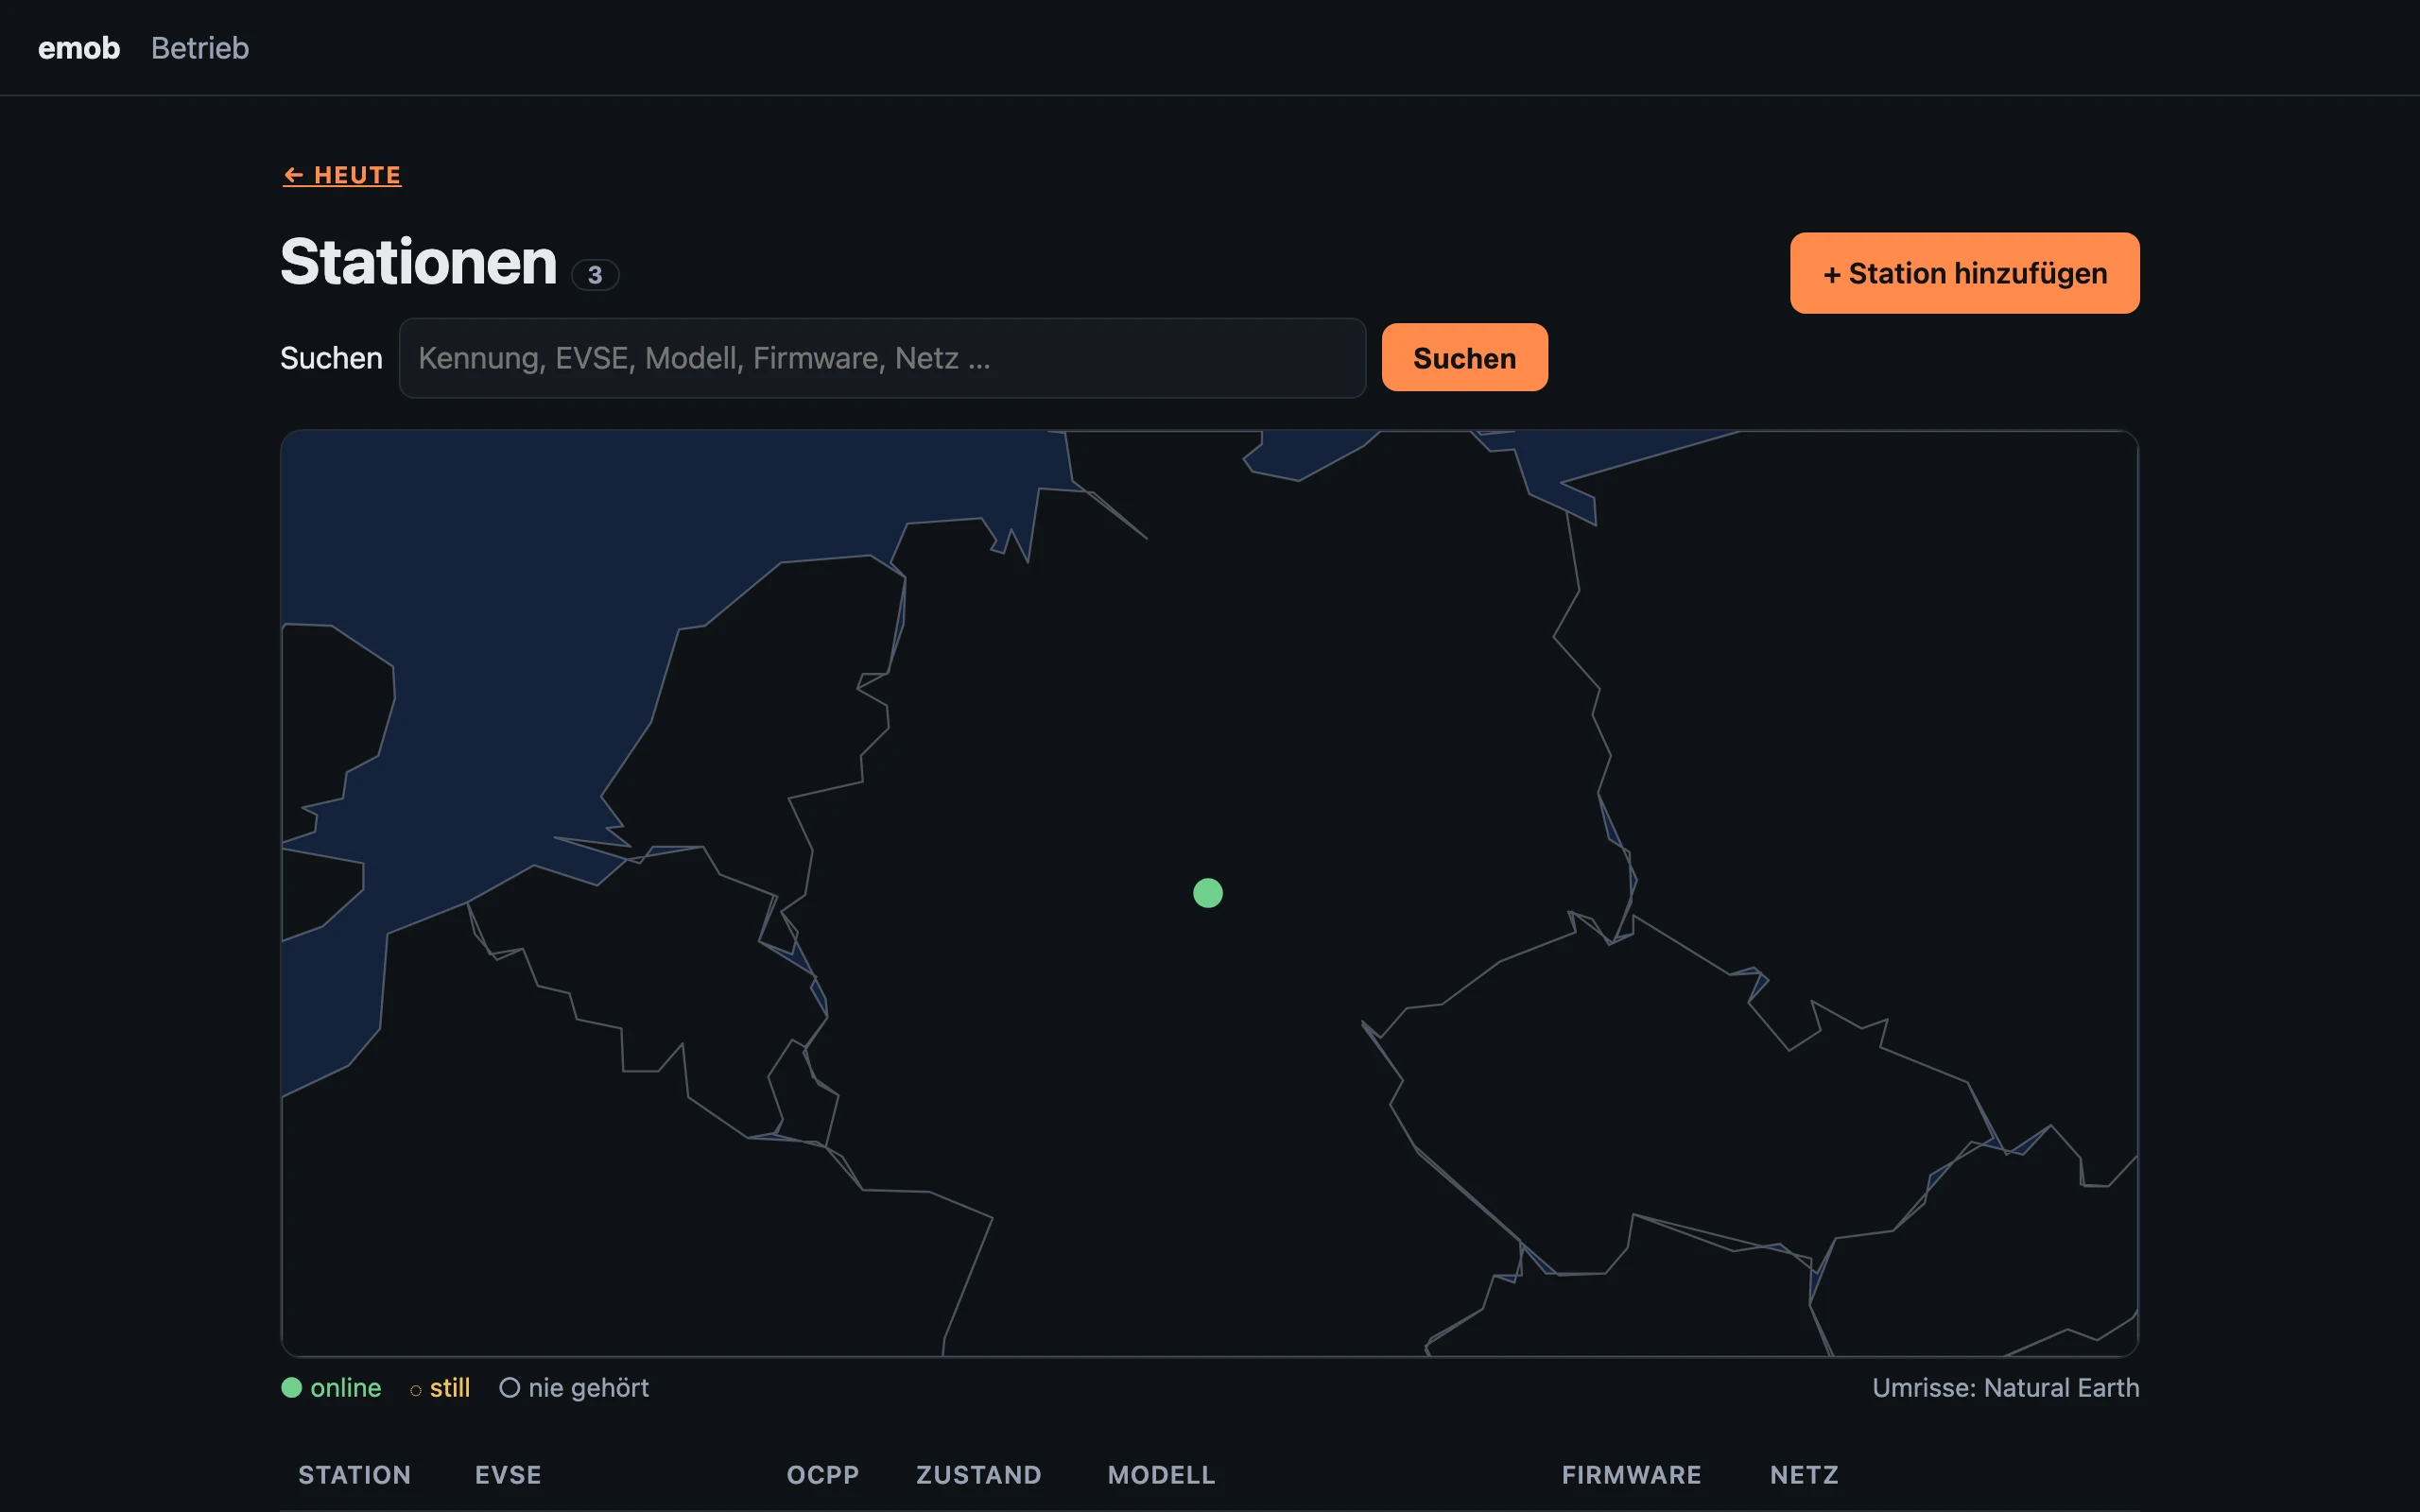 emob Betrieb
← HEUTE
Stationen 3
+ Station hinzufügen
Suchen Kennung, EVSE, Modell, Firmware, Netz ... Suchen
online still nie gehört Umrisse: Natural Earth
STATION EVSE OCPP ZUSTAND MODELL FIRMWARE NETZ